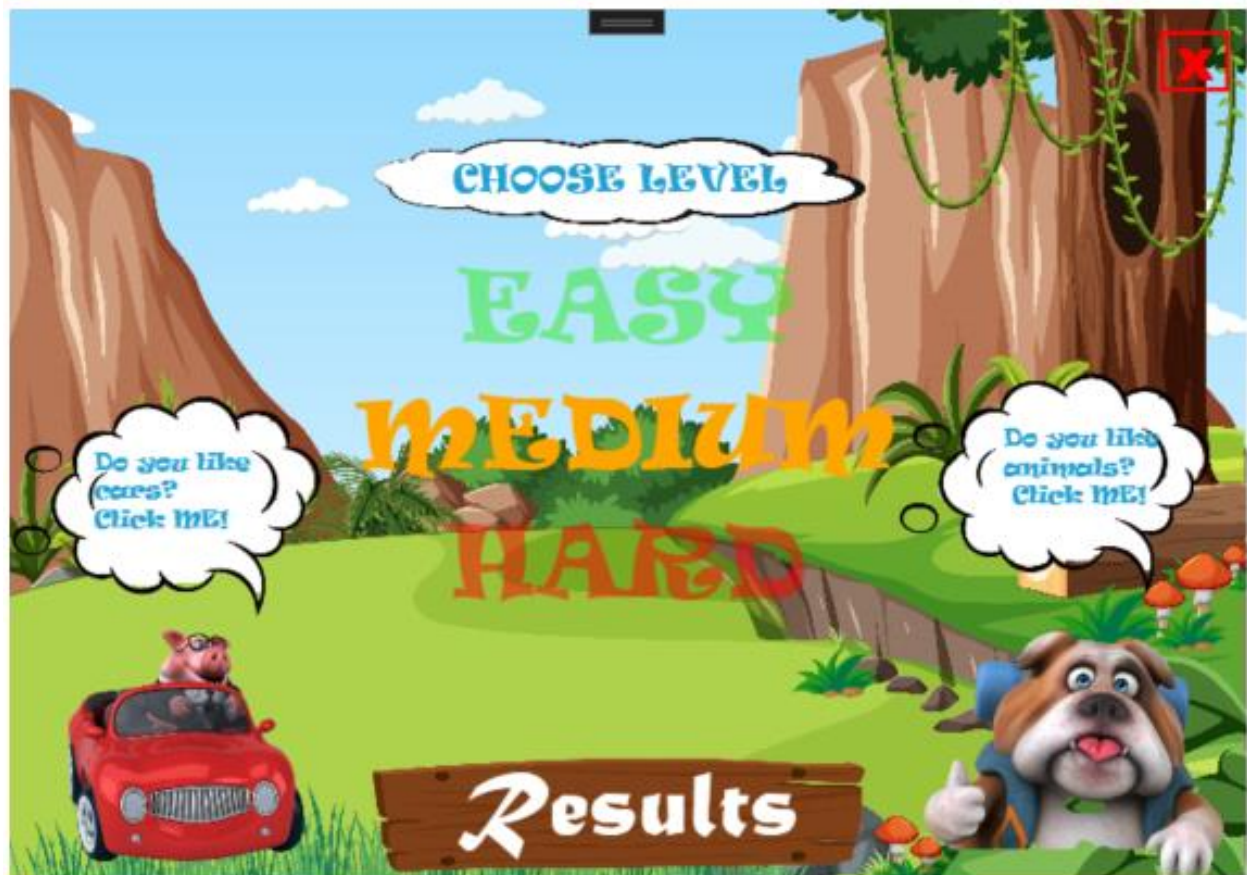 X
CHOOSE LEVEL
EASY
MEDIUM
HARD
Do you like
cars?
Click ME!
Do you like
animals?
Click ME!
Results